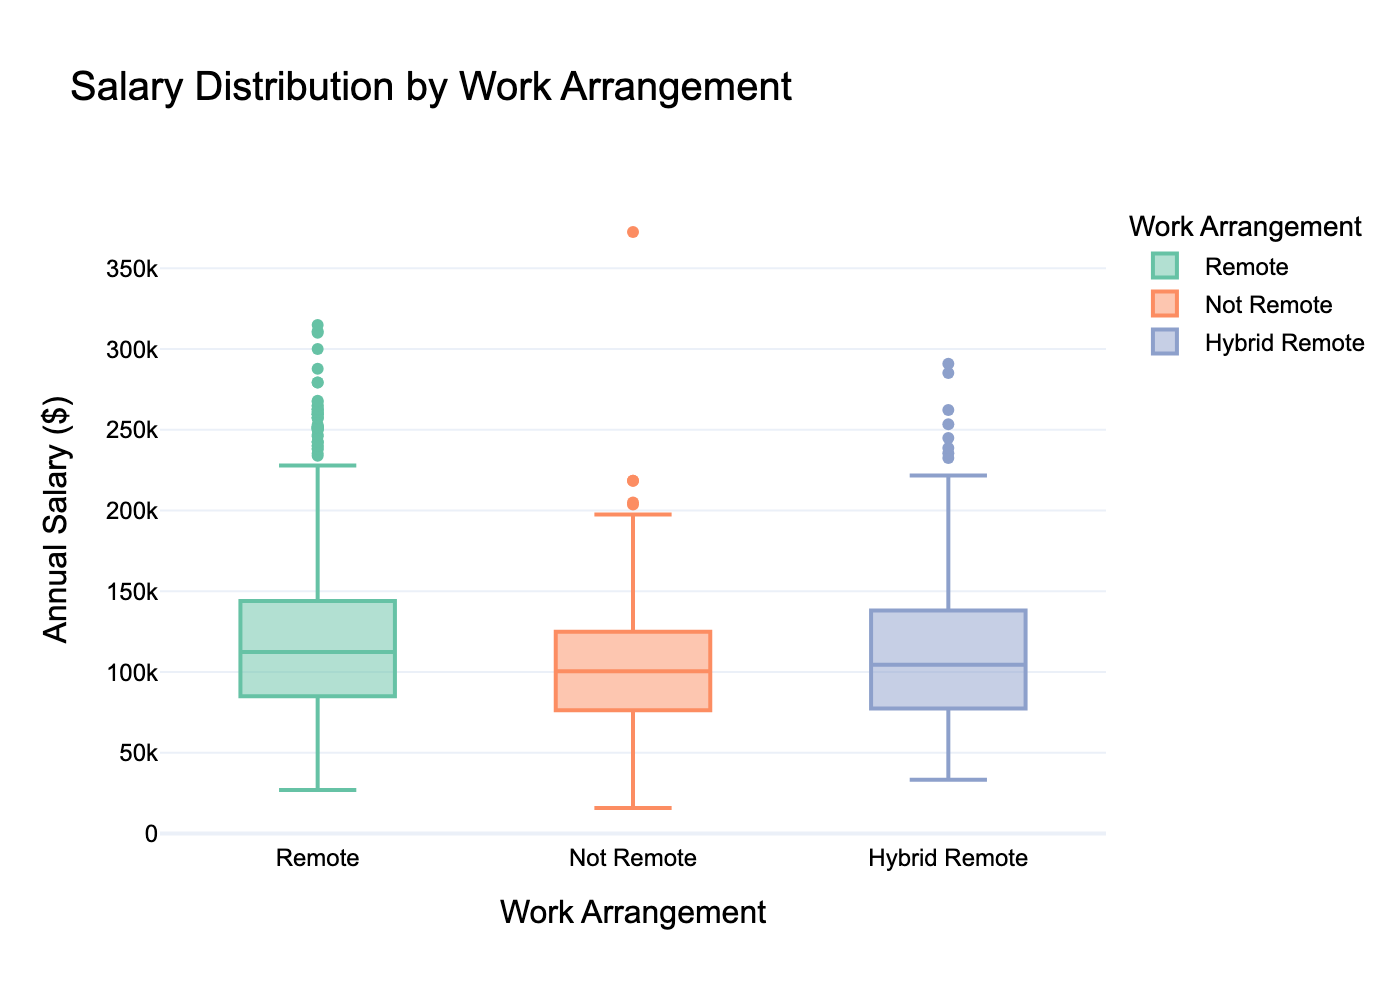 Salary Distribution by Work Arrangement
Work Arrangement
Remote
Not Remote
Hybrid Remote
Annual Salary ($)
350k
300k
250k
200k
150k
100k
50k
0
Remote Not Remote Hybrid Remote
Work Arrangement